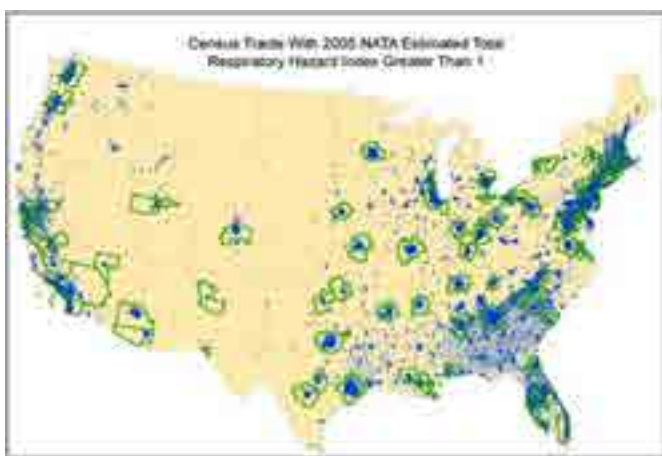 Census Tracts With 2005 NATA Estimated Total
Respiratory Hazard Index Greater Than 1